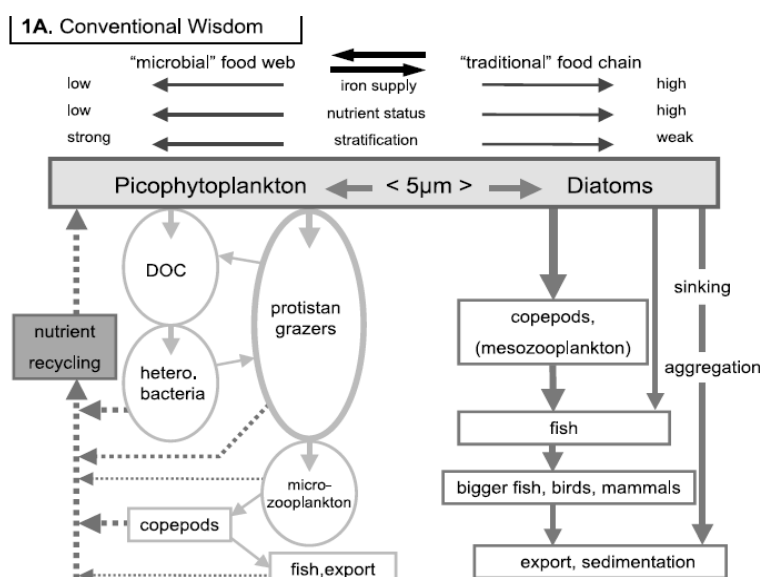 1A. Conventional Wisdom
"microbial" food web
"traditional" food chain
low
iron supply
high
low
nutrient status
high
strong
stratification
weak
Picophytoplankton
< 5µm >
Diatoms
DOC
protistan
grazers
hetero.
bacteria
nutrient
recycling
micro-
zooplankton
copepods
fish,export
copepods,
(mesozooplankton)
sinking
aggregation
fish
bigger fish, birds, mammals
export, sedimentation